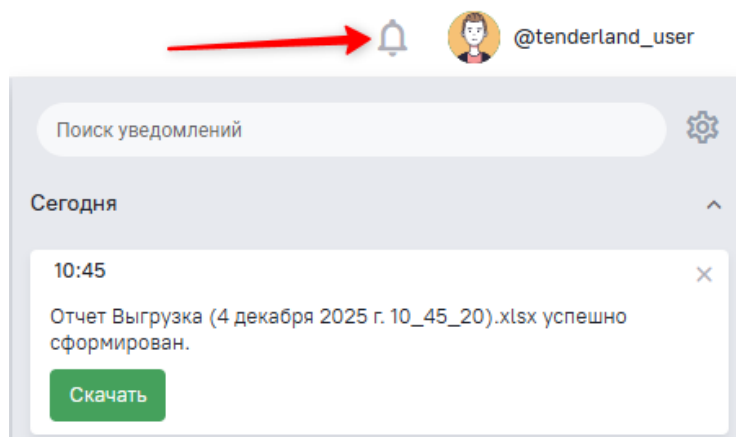 @tenderland_user
Поиск уведомлений
Сегодня
10:45
Отчет Выгрузка (4 декабря 2025 г. 10_45_20).xlsx успешно
сформирован.
Скачать